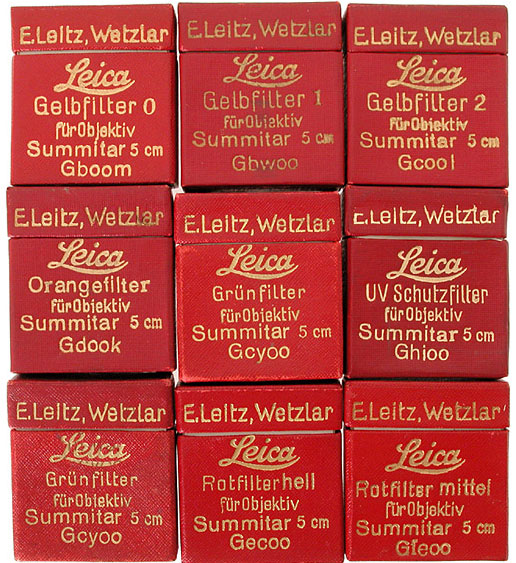 E.Leitz, Wetzlar
Leica
Gelbfilter 0
für Objektiv
Summitar 5 cm
Gboom
E.Leitz, Wetzlar
Leica
Gelbfilter 1
für Objektiv
Summitar 5 cm
Gbwoo
E.Leitz, Wetzlar
Leica
Gelbfilter 2
für Objektiv
Summitar 5 cm
Gcool
E.Leitz, Wetzlar
Leica
Orangefilter
für Objektiv
Summitar 5 cm
Gdook
E.Leitz, Wetzlar
Leica
Grünfilter
für Objektiv
Summitar 5 cm
Gcyoo
E.Leitz, Wetzlar
Leica
UV Schutzfilter
für Objektiv
Summitar 5 cm
Ghioo
E.Leitz, Wetzlar
Leica
Grünfilter
für Objektiv
Summitar 5 cm
Gcyoo
E.Leitz, Wetzlar
Leica
Rotfilter hell
für Objektiv
Summitar 5 cm
Gecoo
E.Leitz, Wetzlar
Leica
Rotfilter mittel
für Objektiv
Summitar 5 cm
Gfeoo